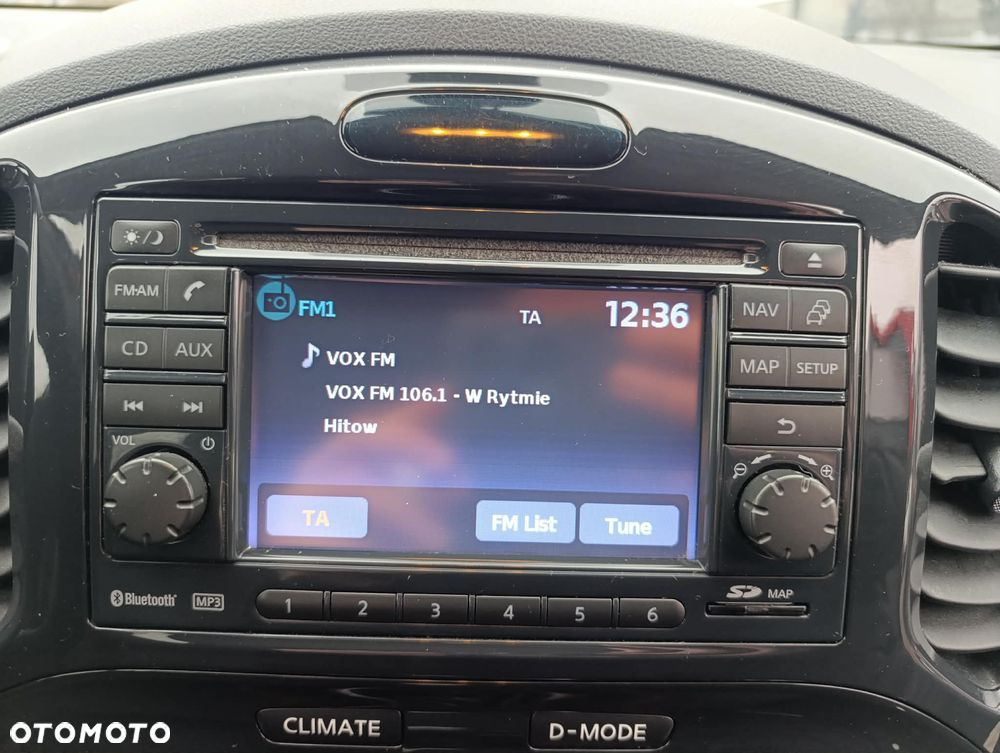 FM·AM
CD AUX
VOL
FM1 TA 12:36
VOX FM
VOX FM 106.1 - W Rytmie
Hitow
TA FM List Tune
NAV
MAP SETUP
Bluetooth MP3 1 2 3 4 5 6 SD MAP
CLIMATE D-MODE
OTOMOTO